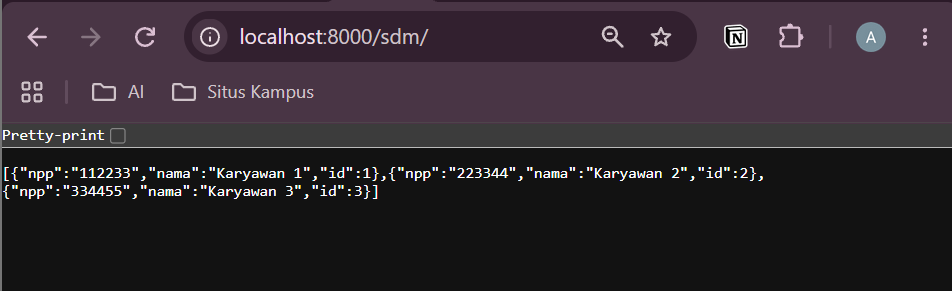 localhost:8000/sdm/
A
AI
Situs Kampus
Pretty-print
[{"npp":"112233","nama":"Karyawan 1","id":1},{"npp":"223344","nama":"Karyawan 2","id":2},
{"npp":"334455","nama":"Karyawan 3","id":3}]